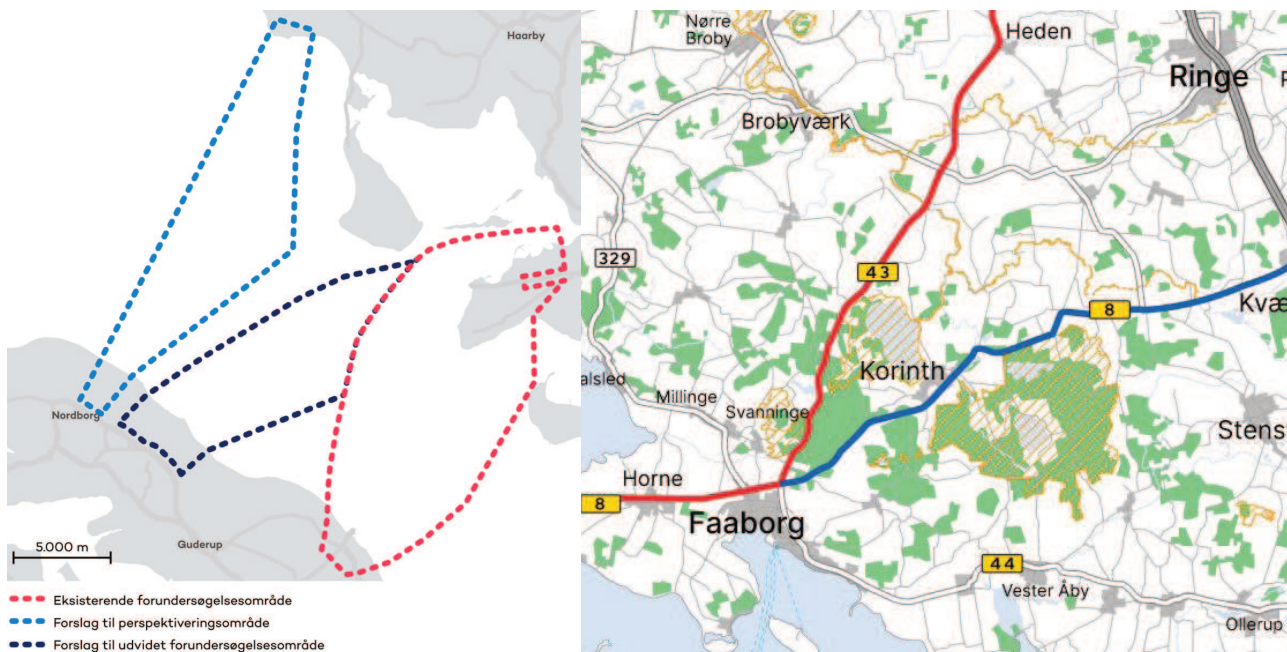 Haarby
Nordborg
Guderup
5.000 m
Eksisterende forundersøgelsesområde
Forslag til perspektiveringsområde
Forslag til udvidet forundersøgelsesområde
Nørre
Broby
Heden
Ringe
Brobyværk
329
43
8
Kvæ
Korinth
alsled
Millinge
Svanninge
Stens
Horne
8
Faaborg
44
Vester Åby
Ollerup